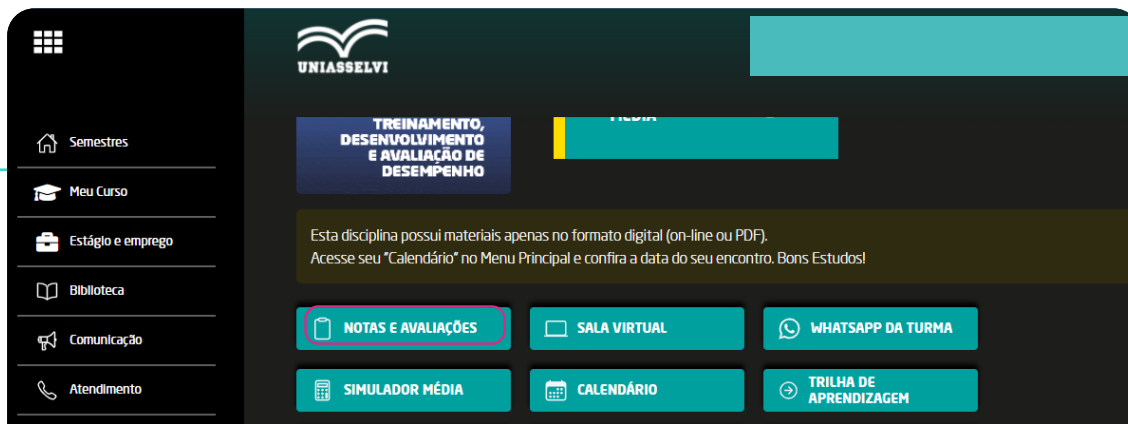 UNIASSELVI
Semestres
Meu Curso
Estágio e emprego
Biblioteca
Comunicação
Atendimento
TREINAMENTO,
DESENVOLVIMENTO
E AVALIAÇÃO DE
DESEMPENHO
MÉDIA
Esta disciplina possui materiais apenas no formato digital (on-line ou PDF).
Acesse seu "Calendário" no Menu Principal e confira a data do seu encontro. Bons Estudos!
NOTAS E AVALIAÇÕES
SALA VIRTUAL
WHATSAPP DA TURMA
SIMULADOR MÉDIA
CALENDÁRIO
TRILHA DE
APRENDIZAGEM